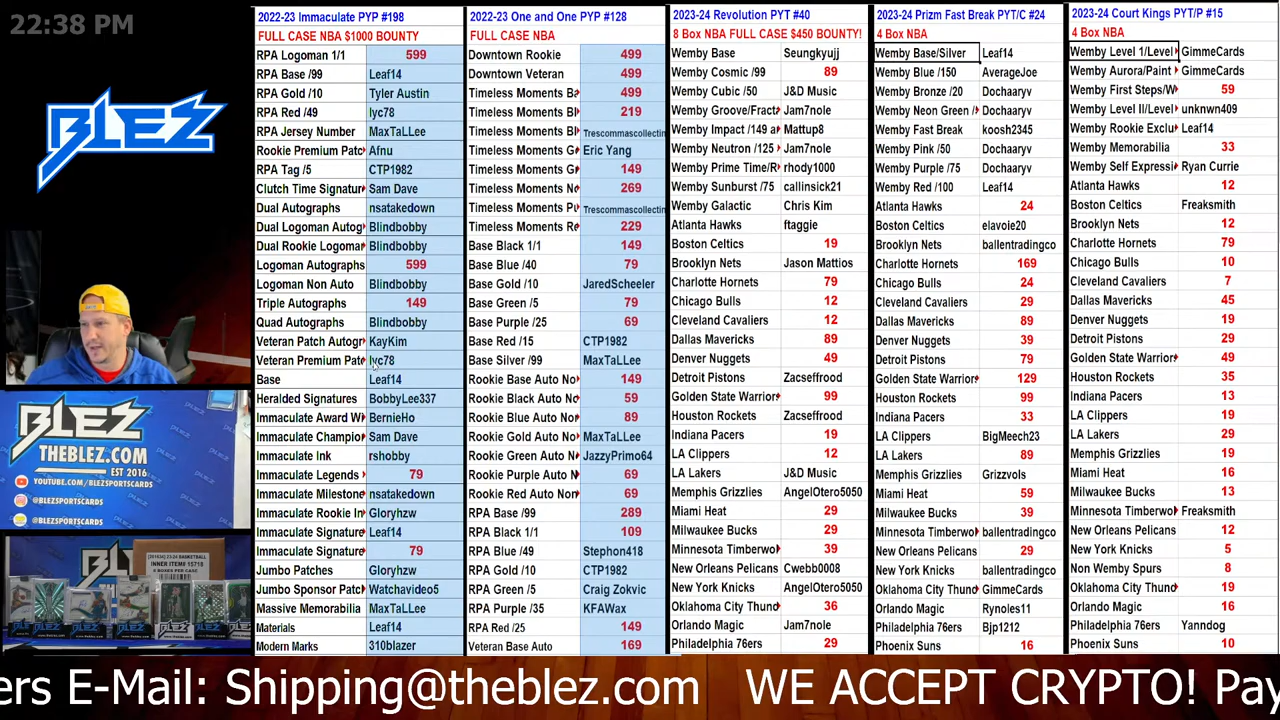 22:38 PM
BLEZ
BLEZ
THEBLEZ.COM
EST 2016
YOUTUBE.COM/BLEZSPORTSCARDS
@BLEZSPORTSCARDS
@BLEZSPORTSCARDS
INNER ITEM# 15718
2022-23 Immaculate PYP #198
FULL CASE NBA $1000 BOUNTY
RPA Logoman 1/1 599
RPA Base /99 Leaf14
RPA Gold /10 Tyler Austin
RPA Red /49 lyc78
RPA Jersey Number MaxTaLLee
Rookie Premium Patc Afnu
RPA Tag /5 CTP1982
Clutch Time Signatur Sam Dave
Dual Autographs nsatakedown
Dual Logoman Autog Blindbobby
Dual Rookie Logoma Blindbobby
Logoman Autographs 599
Logoman Non Auto Blindbobby
Triple Autographs 149
Quad Autographs Blindbobby
Veteran Patch Autogr KayKim
Veteran Premium Pat lyc78
Base Leaf14
Heralded Signatures BobbyLee337
Immaculate Award W BernieHo
Immaculate Champio Sam Dave
Immaculate Ink rshobby
Immaculate Legends 79
Immaculate Milestone nsatakedown
Immaculate Rookie In Gloryhzw
Immaculate Signature Leaf14
Immaculate Signature 79
Jumbo Patches Gloryhzw
Jumbo Sponsor Patc Watchavideo5
Massive Memorabilia MaxTaLLee
Materials Leaf14
Modern Marks 310blazer
2022-23 One and One PYP #128
FULL CASE NBA
Downtown Rookie 499
Downtown Veteran 499
Timeless Moments Ba 499
Timeless Moments Bl 219
Timeless Moments Bl Trescommascollectin
Timeless Moments G Eric Yang
Timeless Moments G 149
Timeless Moments No 269
Timeless Moments Pu Trescommascollectin
Timeless Moments Re 229
Base Black 1/1 149
Base Blue /40 79
Base Gold /10 JaredScheeler
Base Green /5 79
Base Purple /25 69
Base Red /15 CTP1982
Base Silver /99 MaxTaLLee
Rookie Base Auto No 149
Rookie Black Auto No 59
Rookie Blue Auto No 89
Rookie Gold Auto No MaxTaLLee
Rookie Green Auto No JazzyPrimo64
Rookie Purple Auto N 69
Rookie Red Auto Non 69
RPA Base /99 289
RPA Black 1/1 109
RPA Blue /49 Stephon418
RPA Gold /10 CTP1982
RPA Green /5 Craig Zokvic
RPA Purple /35 KFAWax
RPA Red /25 149
Veteran Base Auto 169
2023-24 Revolution PYT #40
8 Box NBA FULL CASE $450 BOUNTY!
Wemby Base Seungkyujj
Wemby Cosmic /99 89
Wemby Cubic /50 J&D Music
Wemby Groove/Fract Jam7nole
Wemby Impact /149 a Mattup8
Wemby Neutron /125 Jam7nole
Wemby Prime Time/R rhody1000
Wemby Sunburst /75 callinsick21
Wemby Galactic Chris Kim
Atlanta Hawks ftaggie
Boston Celtics 19
Brooklyn Nets Jason Mattios
Charlotte Hornets 79
Chicago Bulls 12
Cleveland Cavaliers 12
Dallas Mavericks 89
Denver Nuggets 49
Detroit Pistons Zacseffrood
Golden State Warrior 99
Houston Rockets Zacseffrood
Indiana Pacers 19
LA Clippers 12
LA Lakers J&D Music
Memphis Grizzlies AngelOtero5050
Miami Heat 29
Milwaukee Bucks 29
Minnesota Timberwo 39
New Orleans Pelicans Cwebb0008
New York Knicks AngelOtero5050
Oklahoma City Thund 36
Orlando Magic Jam7nole
Philadelphia 76ers 29
2023-24 Prizm Fast Break PYT/C #24
4 Box NBA
Wemby Base/Silver Leaf14
Wemby Blue /150 AverageJoe
Wemby Bronze /20 Dochaaryv
Wemby Neon Green / Dochaaryv
Wemby Fast Break koosh2345
Wemby Pink /50 Dochaaryv
Wemby Purple /75 Dochaaryv
Wemby Red /100 Leaf14
Atlanta Hawks 24
Boston Celtics elavoie20
Brooklyn Nets ballentradingco
Charlotte Hornets 169
Chicago Bulls 24
Cleveland Cavaliers 29
Dallas Mavericks 89
Denver Nuggets 39
Detroit Pistons 79
Golden State Warrior 129
Houston Rockets 99
Indiana Pacers 33
LA Clippers BigMeech23
LA Lakers 89
Memphis Grizzlies Grizzvols
Miami Heat 59
Milwaukee Bucks 39
Minnesota Timberwo ballentradingco
New Orleans Pelicans 29
New York Knicks ballentradingco
Oklahoma City Thund GimmeCards
Orlando Magic Rynoles11
Philadelphia 76ers Bjp1212
Phoenix Suns 16
2023-24 Court Kings PYT/P #15
4 Box NBA
Wemby Level 1/Level GimmeCards
Wemby Aurora/Paint GimmeCards
Wemby First Steps/W 59
Wemby Level II/Level unknwn409
Wemby Rookie Exclu Leaf14
Wemby Memorabilia 33
Wemby Self Expressi Ryan Currie
Atlanta Hawks 12
Boston Celtics Freaksmith
Brooklyn Nets 12
Charlotte Hornets 79
Chicago Bulls 10
Cleveland Cavaliers 7
Dallas Mavericks 45
Denver Nuggets 19
Detroit Pistons 29
Golden State Warrior 49
Houston Rockets 35
Indiana Pacers 13
LA Clippers 19
LA Lakers 29
Memphis Grizzlies 19
Miami Heat 16
Milwaukee Bucks 13
Minnesota Timberwo Freaksmith
New Orleans Pelicans 12
New York Knicks 5
Non Wemby Spurs 8
Oklahoma City Thund 19
Orlando Magic 16
Philadelphia 76ers Yanndog
Phoenix Suns 10
ers E-Mail: Shipping@theblez.com WE ACCEPT CRYPTO! Pay